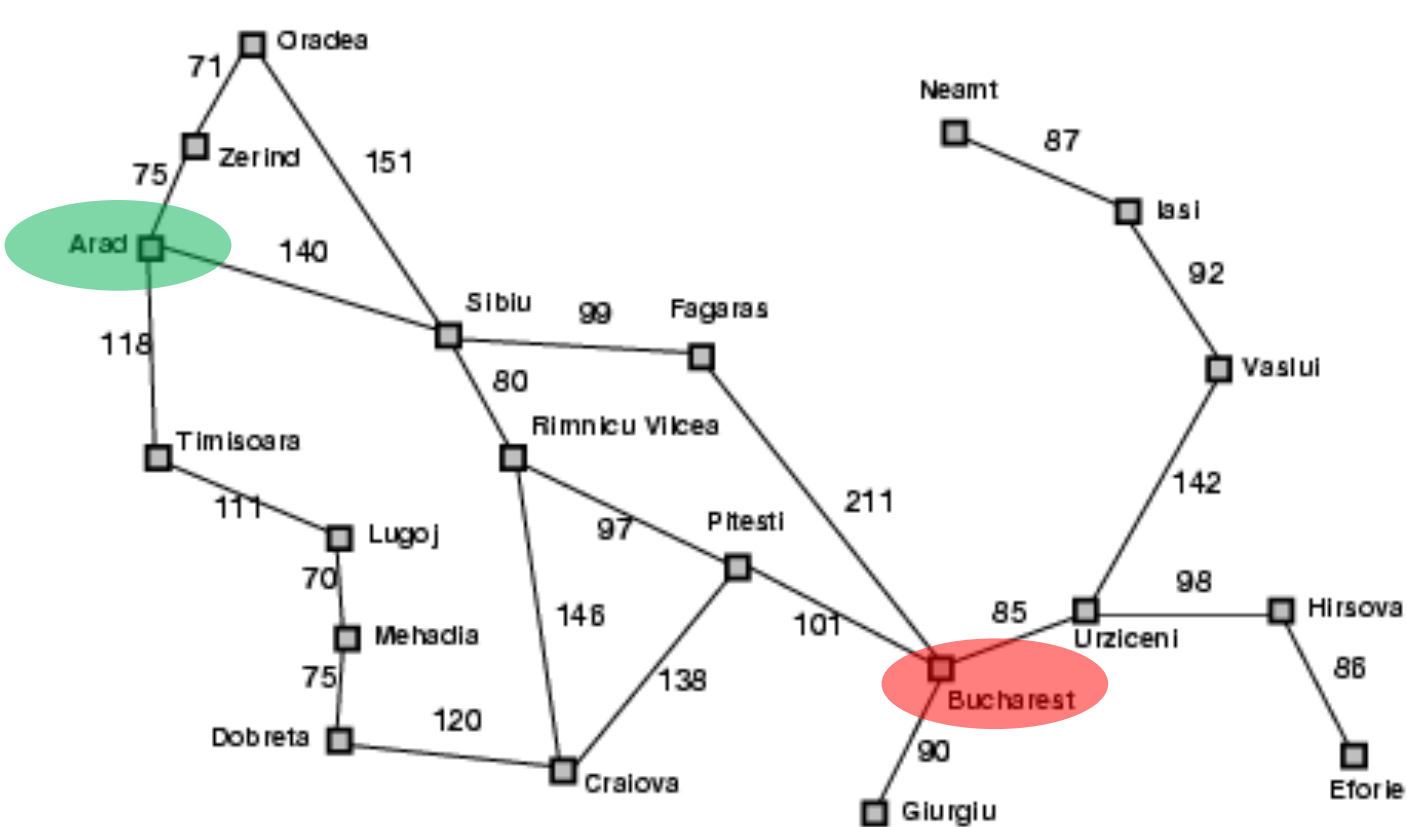 Oradea
71
Neamt
87
Zerind
151
75
Iasi
Arad
140
92
Sibiu
99
Fagaras
118
Vaslui
80
Rimnicu Vilcea
Timisoara
142
211
111
Pitesti
97
Lugoj
70
98
146
85
Hirsova
101
Mehadia
Urziceni
86
75
138
Bucharest
120
Dobreta
90
Craiova
Eforie
Giurgiu